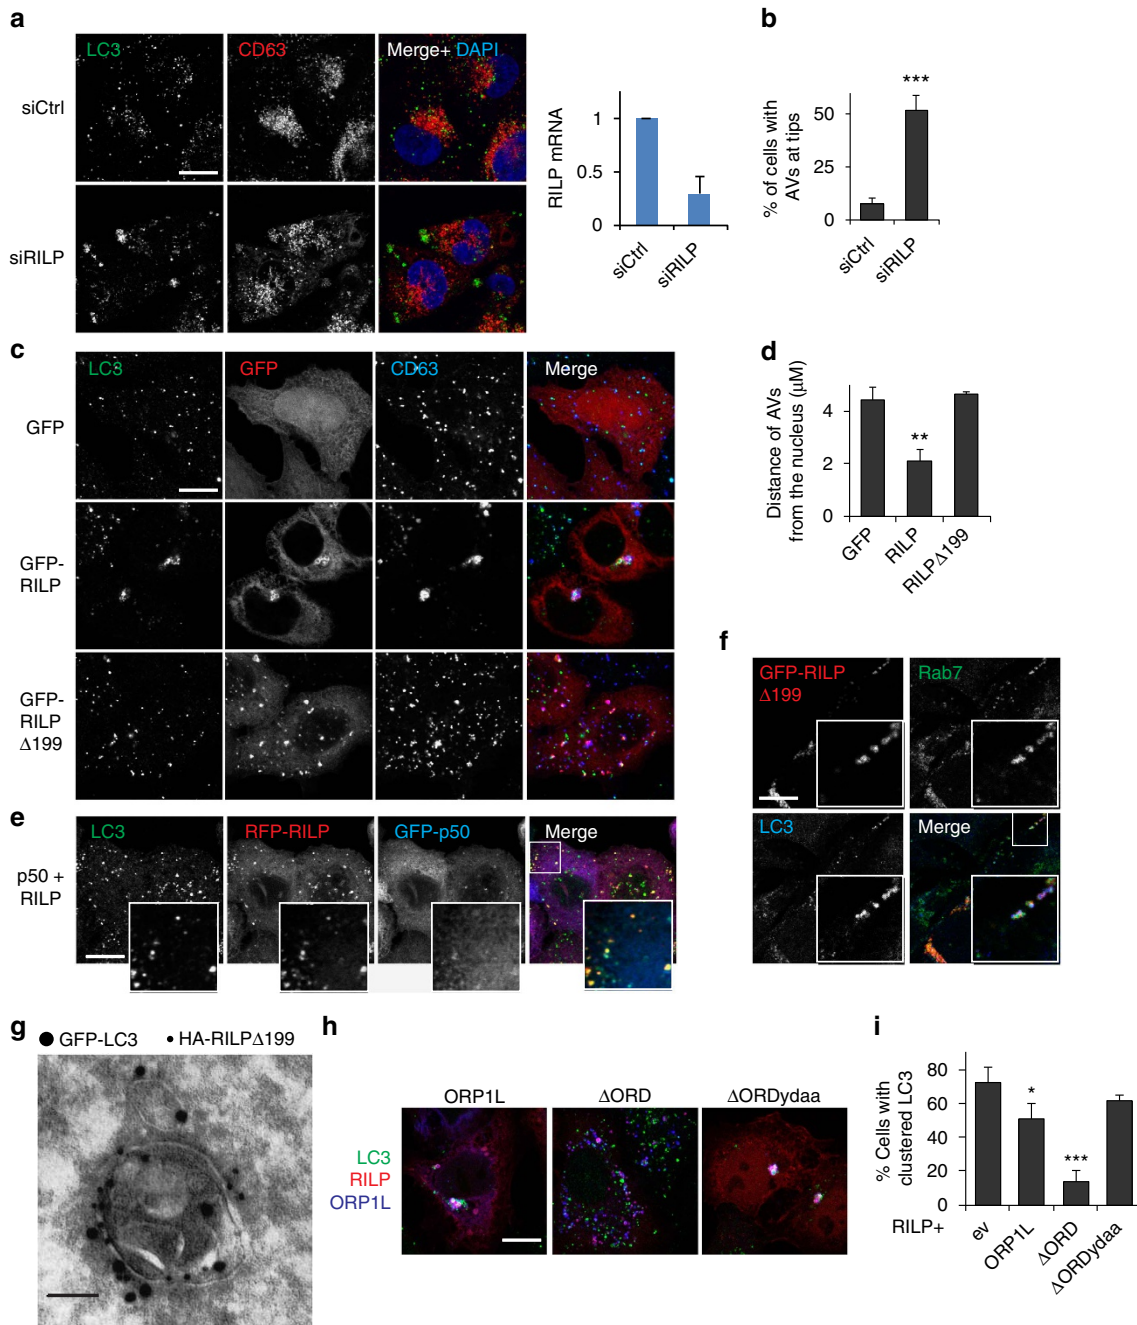 a
LC3
CD63
Merge+ DAPI
siCtrl
siRILP
RILP mRNA
1
0.5
0
siCtrl
siRILP
b
% of cells with
AVs at tips
50
25
0
***
siCtrl
siRILP
c
LC3
GFP
CD63
Merge
GFP
GFP-
RILP
GFP-
RILP
Δ199
d
Distance of AVs
from the nucleus (μM)
4
2
0
**
GFP
RILP
RILPΔ199
e
LC3
RFP-RILP
GFP-p50
Merge
p50 +
RILP
f
GFP-RILP
Δ199
Rab7
LC3
Merge
g
GFP-LC3
HA-RILPΔ199
h
ORP1L
ΔORD
ΔORDydaa
LC3
RILP
ORP1L
i
% Cells with
clustered LC3
80
60
40
20
0
*
***
RILP+
ev
ORP1L
ΔORD
ΔORDydaa